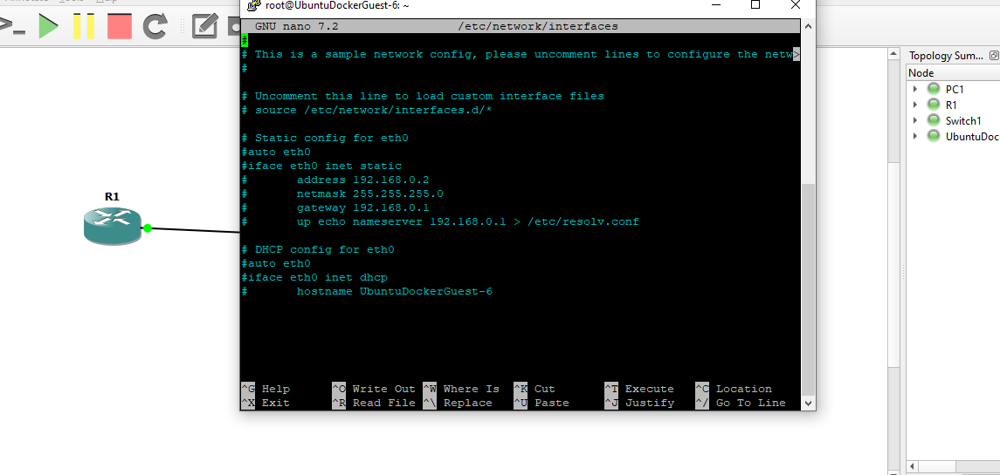 root@UbuntuDockerGuest-6: ~
GNU nano 7.2 /etc/network/interfaces
#
# This is a sample network config, please uncomment lines to configure the netw>
#
# Uncomment this line to load custom interface files
# source /etc/network/interfaces.d/*
# Static config for eth0
#auto eth0
#iface eth0 inet static
# address 192.168.0.2
# netmask 255.255.255.0
# gateway 192.168.0.1
# up echo nameserver 192.168.0.1 > /etc/resolv.conf
# DHCP config for eth0
#auto eth0
#iface eth0 inet dhcp
# hostname UbuntuDockerGuest-6
^G Help ^O Write Out ^W Where Is ^K Cut ^T Execute ^C Location
^X Exit ^R Read File ^\ Replace ^U Paste ^J Justify ^/ Go To Line
R1
Topology Sum...
Node
PC1
R1
Switch1
UbuntuDoc